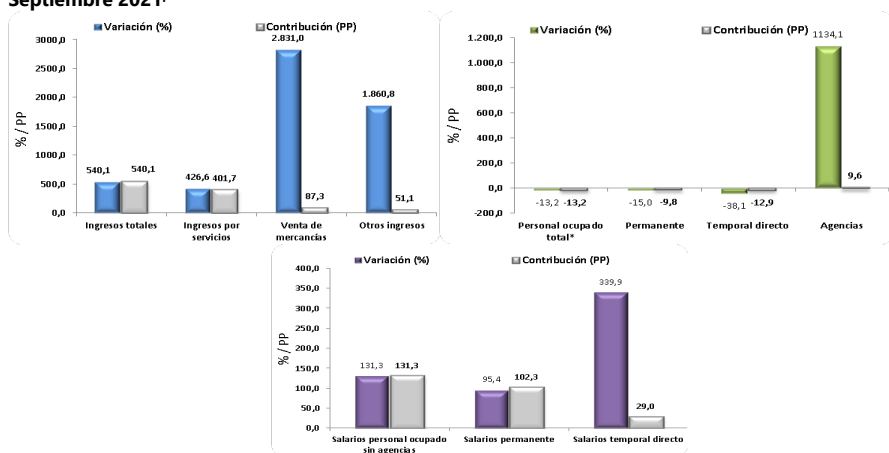 Septiembre 2021
Variación (%)
Contribución (PP)
% / PP
3000,0
2500,0
2000,0
1500,0
1000,0
500,0
0,0
540,1
540,1
426,6
401,7
2.831,0
87,3
1.860,8
51,1
Ingresos totales
Ingresos por
servicios
Venta de
mercancías
Otros ingresos
Variación (%)
Contribución (PP)
% / PP
1.200,0
1.000,0
800,0
600,0
400,0
200,0
0,0
-200,0
-13,2
-13,2
-15,0
-9,8
-38,1
-12,9
1134,1
9,6
Personal ocupado
total*
Permanente
Temporal directo
Agencias
Variación (%)
Contribución (PP)
% / PP
400,0
350,0
300,0
250,0
200,0
150,0
100,0
50,0
0,0
131,3
131,3
95,4
102,3
339,9
29,0
Salarios personal ocupado
sin agencias
Salarios permanente
Salarios temporal directo